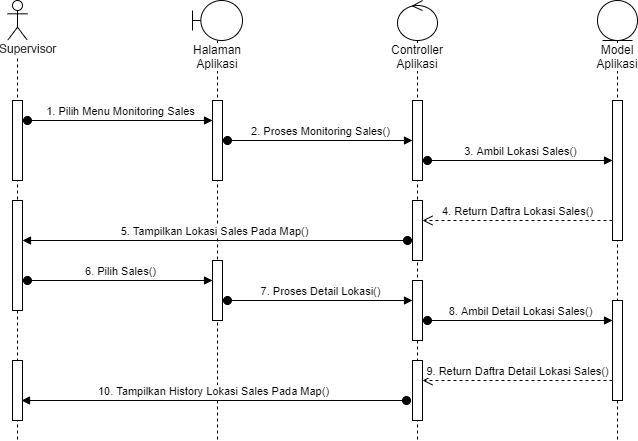 Supervisor
Halaman
Aplikasi
Controller
Aplikasi
Model
Aplikasi
1. Pilih Menu Monitoring Sales
2. Proses Monitoring Sales()
3. Ambil Lokasi Sales()
4. Return Daftra Lokasi Sales()
5. Tampilkan Lokasi Sales Pada Map()
6. Pilih Sales()
7. Proses Detail Lokasi()
8. Ambil Detail Lokasi Sales()
9. Return Daftra Detail Lokasi Sales()
10. Tampilkan History Lokasi Sales Pada Map()